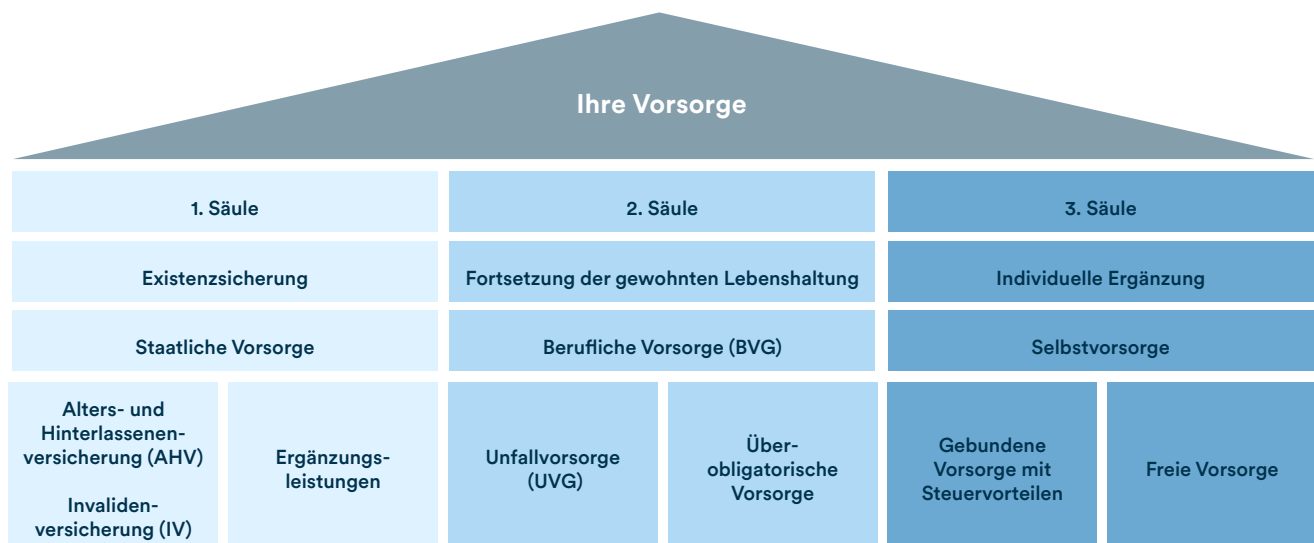 Ihre Vorsorge
1. Säule
2. Säule
3. Säule
Existenzsicherung
Fortsetzung der gewohnten Lebenshaltung
Individuelle Ergänzung
Staatliche Vorsorge
Berufliche Vorsorge (BVG)
Selbstvorsorge
Alters- und
Hinterlassenen-
versicherung (AHV)
Invaliden-
versicherung (IV)
Ergänzungs-
leistungen
Unfallvorsorge
(UVG)
Über-
obligatorische
Vorsorge
Gebundene
Vorsorge mit
Steuervorteilen
Freie Vorsorge